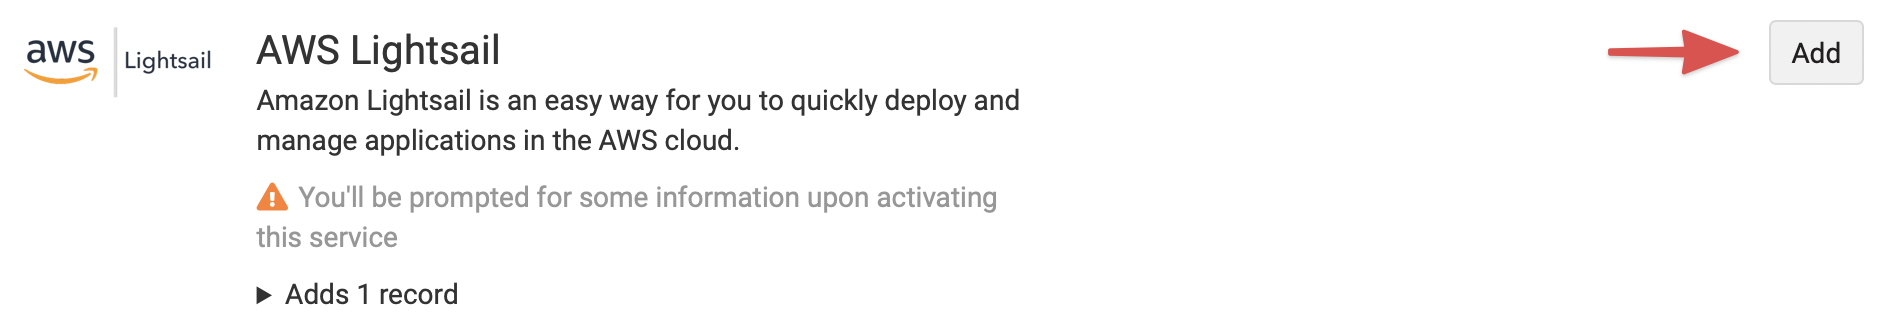 aws
Lightsail
AWS Lightsail
Add
Amazon Lightsail is an easy way for you to quickly deploy and
manage applications in the AWS cloud.
You'll be prompted for some information upon activating
this service
Adds 1 record